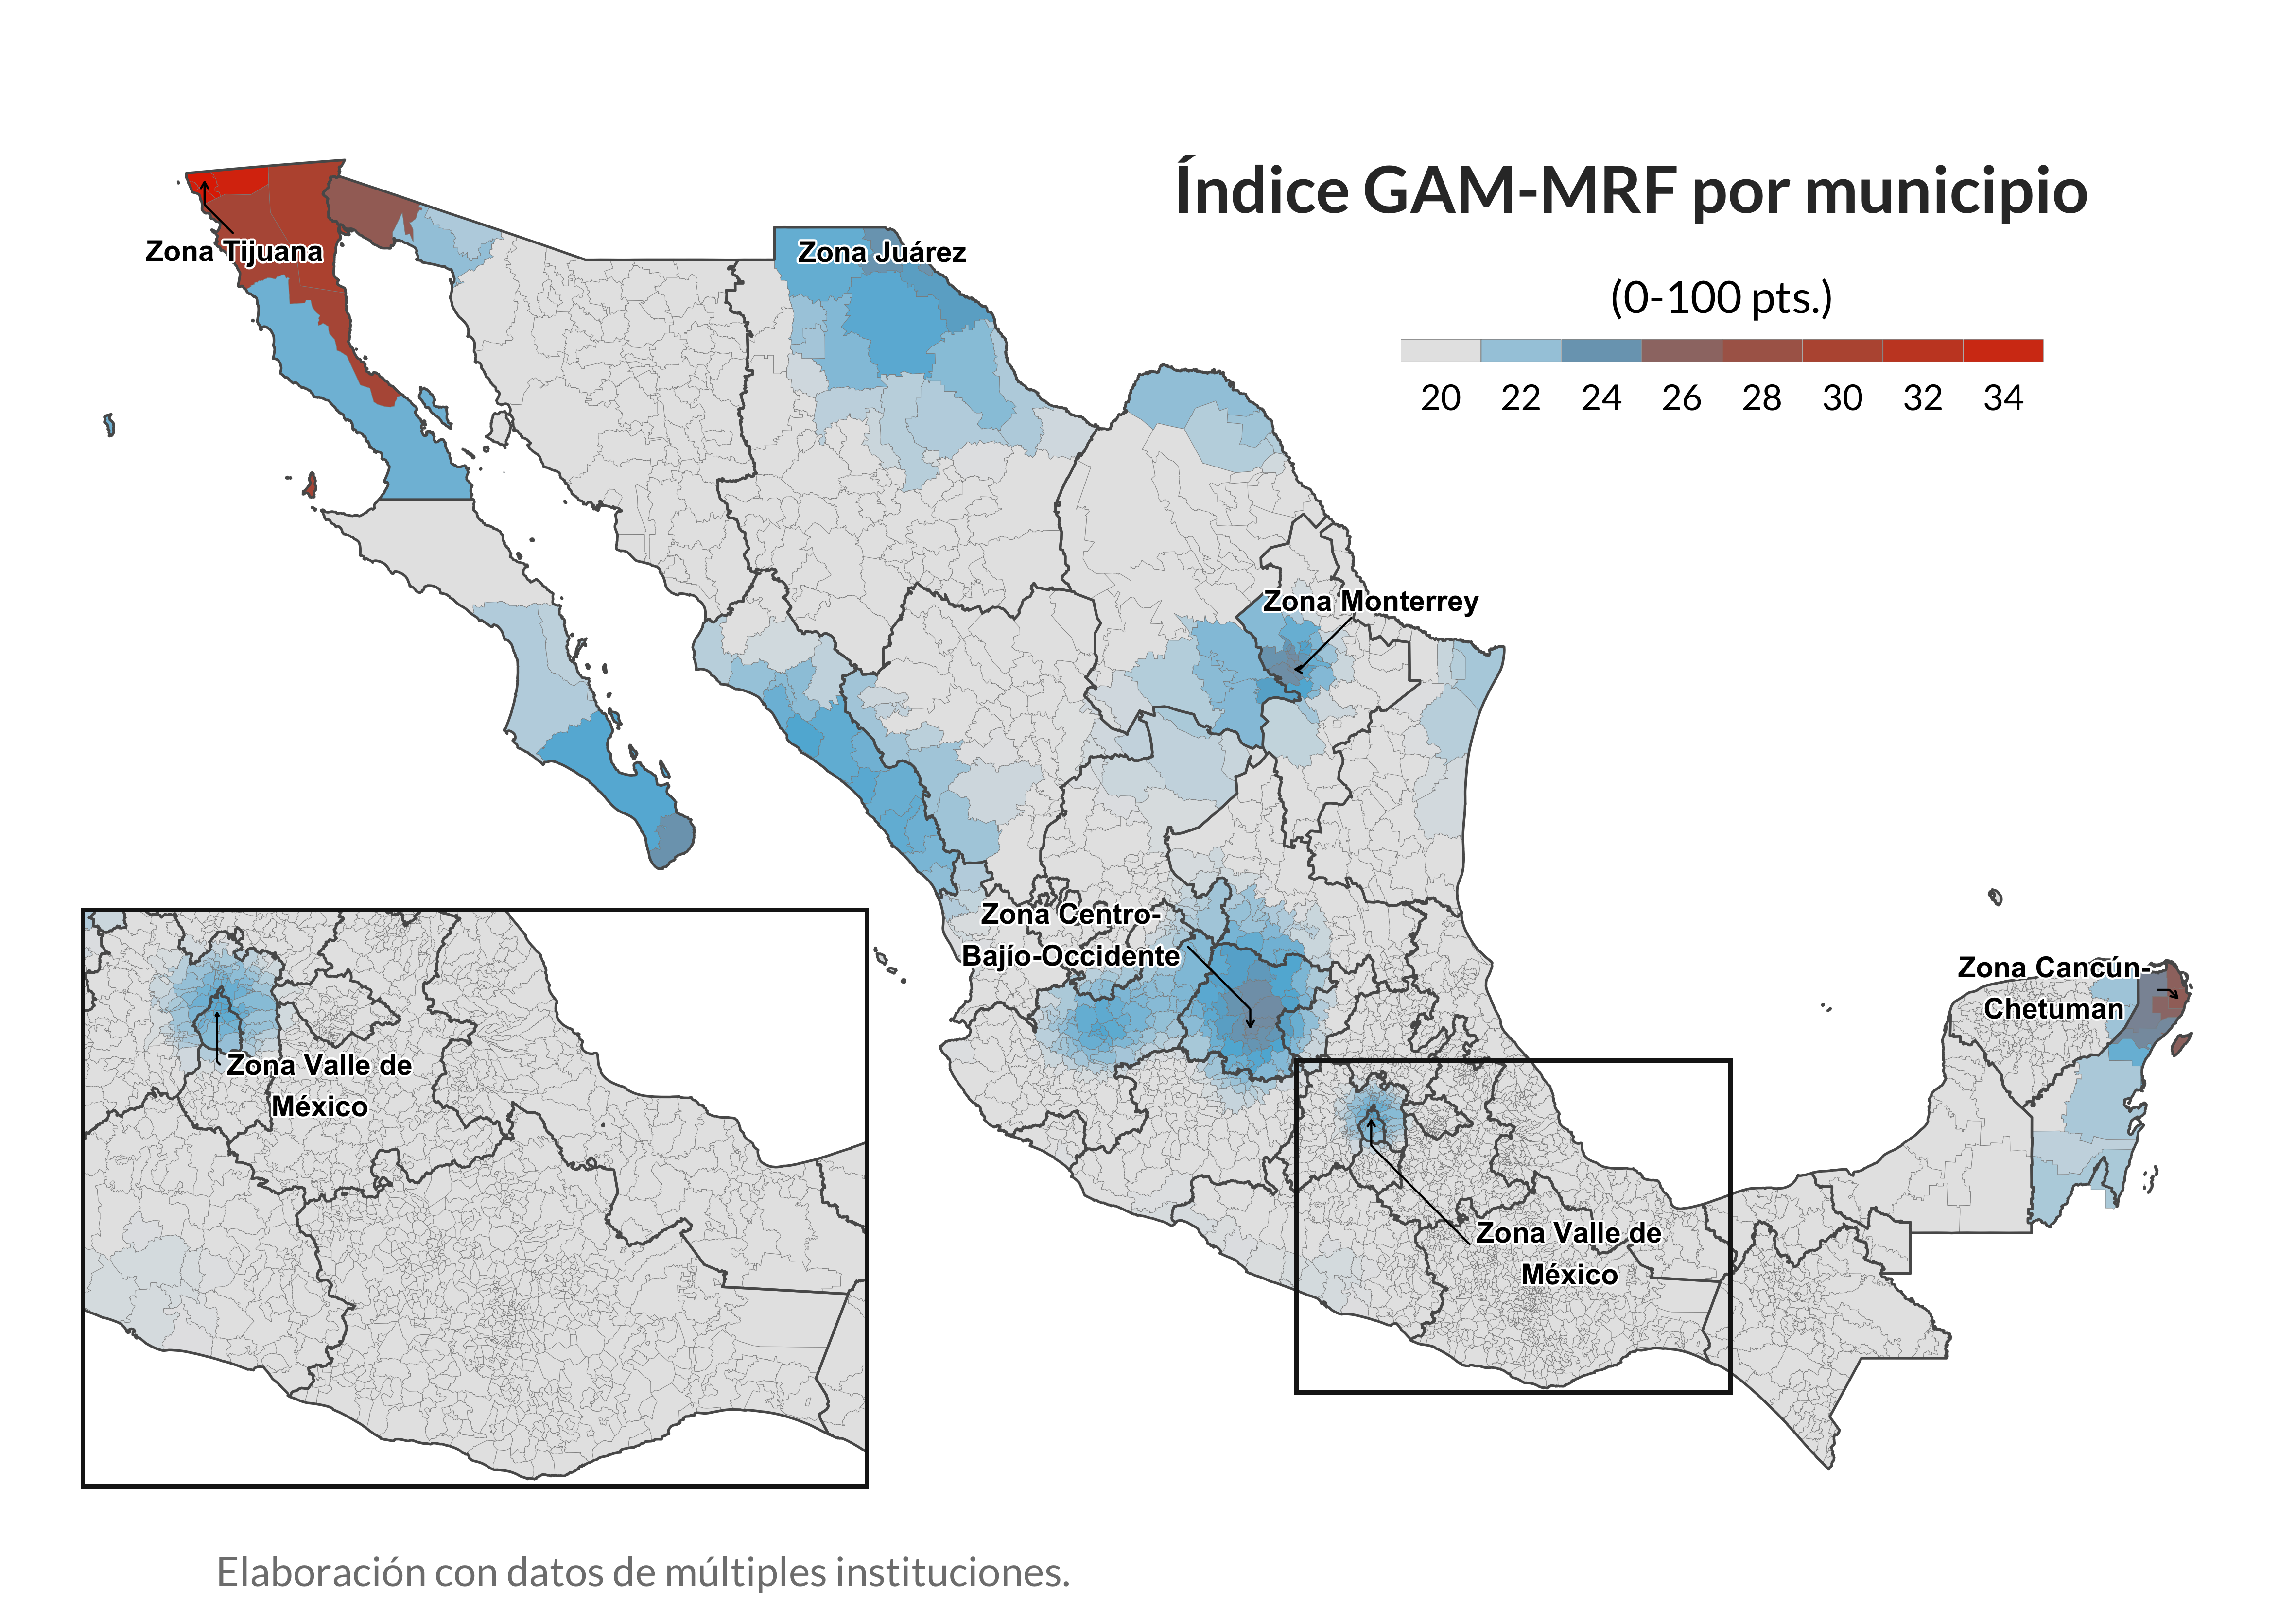 Índice GAM-MRF por municipio
(0-100 pts.)
20 22 24 26 28 30 32 34
Zona Tijuana
Zona Juárez
Zona Monterrey
Zona Centro-
Bajío-Occidente
Zona Cancún-
Chetuman
Zona Valle de
México
Zona Valle de
México
Elaboración con datos de múltiples instituciones.